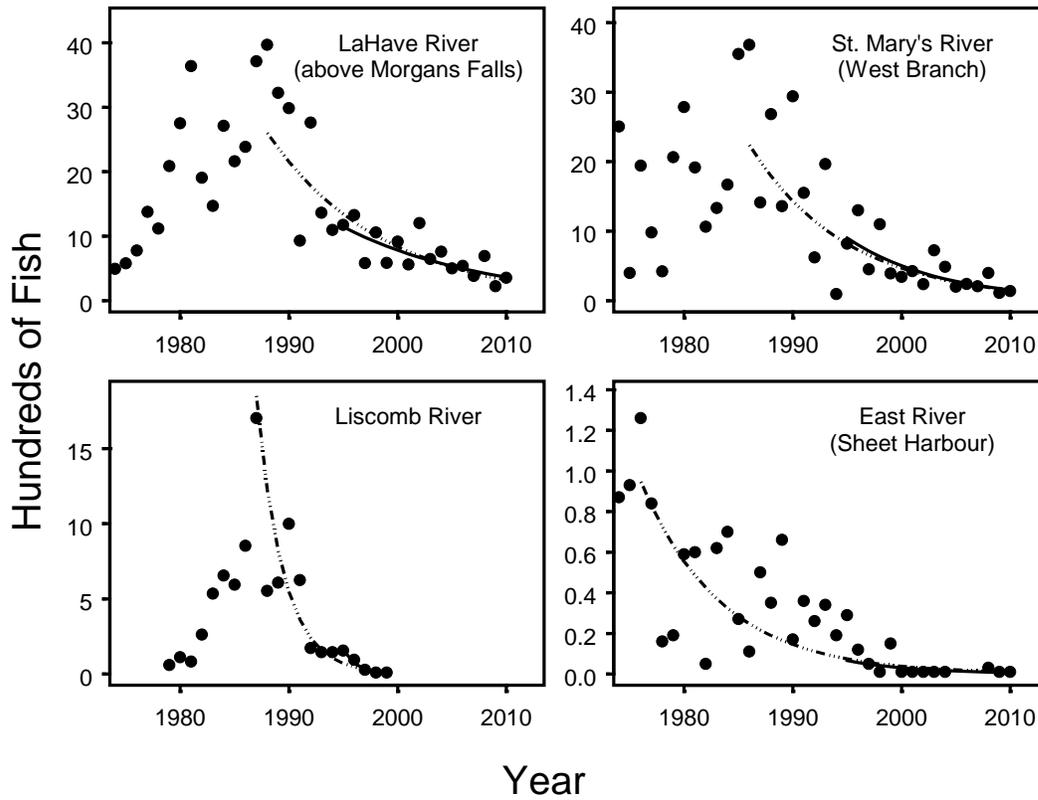 Hundreds of Fish
LaHave River
(above Morgans Falls)
40
30
20
10
0
1980 1990 2000 2010
St. Mary's River
(West Branch)
40
30
20
10
0
1980 1990 2000 2010
Liscomb River
15
10
5
0
1980 1990 2000 2010
East River
(Sheet Harbour)
1.4
1.2
1.0
0.8
0.6
0.4
0.2
0.0
1980 1990 2000 2010
Year